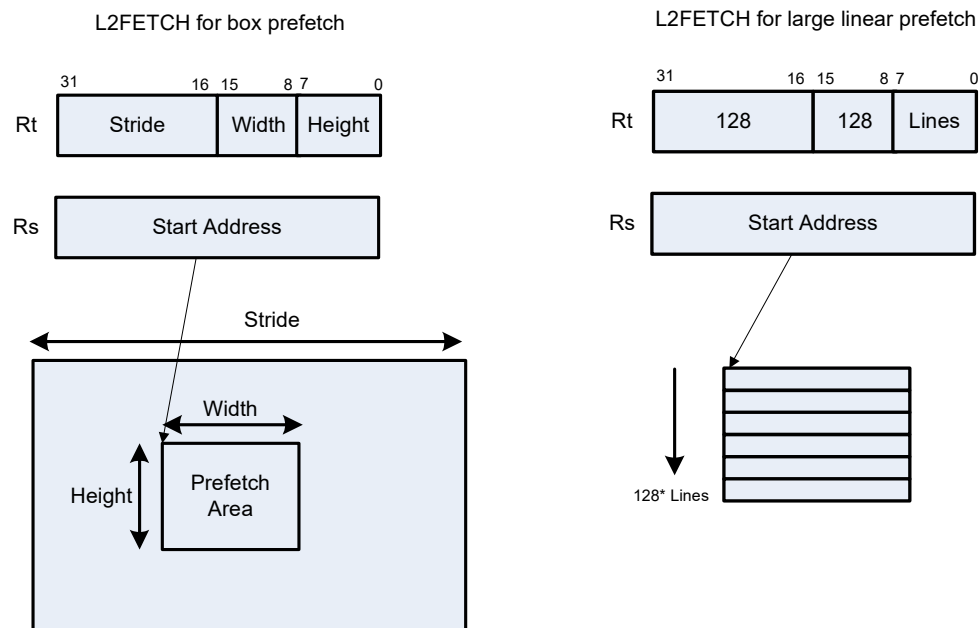 L2FETCH for box prefetch
31 16 15 8 7 0
Rt Stride Width Height
Rs Start Address
Stride
Width
Height
Prefetch
Area
L2FETCH for large linear prefetch
31 16 15 8 7 0
Rt 128 128 Lines
Rs Start Address
128* Lines